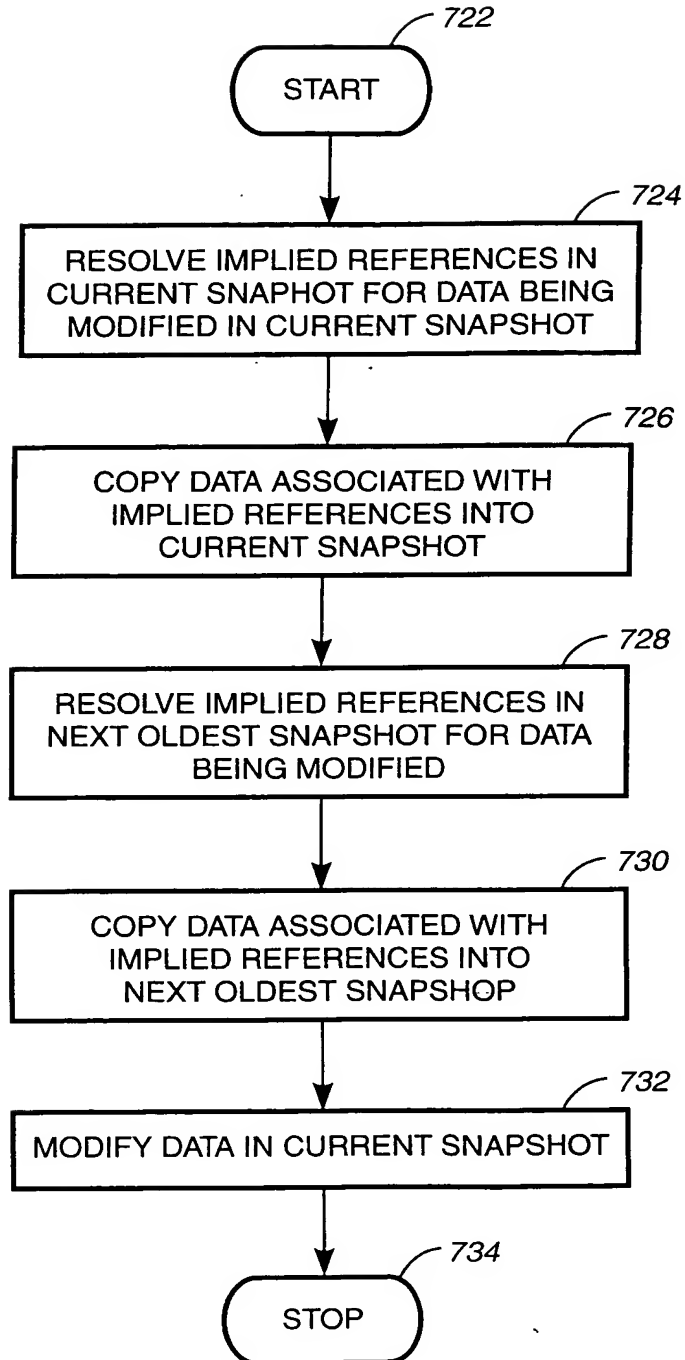 722
START
724
RESOLVE IMPLIED REFERENCES IN
CURRENT SNAPHOT FOR DATA BEING
MODIFIED IN CURRENT SNAPSHOT
726
COPY DATA ASSOCIATED WITH
IMPLIED REFERENCES INTO
CURRENT SNAPSHOT
728
RESOLVE IMPLIED REFERENCES IN
NEXT OLDEST SNAPSHOT FOR DATA
BEING MODIFIED
730
COPY DATA ASSOCIATED WITH
IMPLIED REFERENCES INTO
NEXT OLDEST SNAPSHOP
732
MODIFY DATA IN CURRENT SNAPSHOT
734
STOP